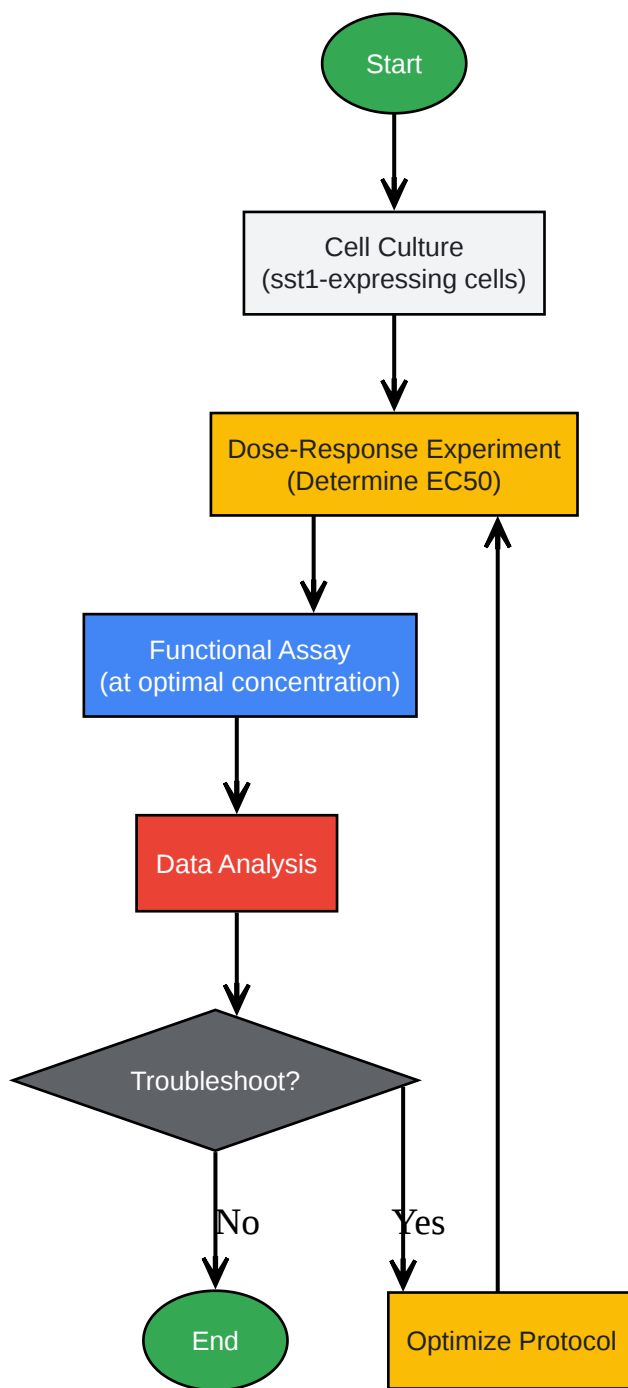 Start
Cell Culture
(sst1-expressing cells)
Dose-Response Experiment
(Determine EC50)
Functional Assay
(at optimal concentration)
Data Analysis
Troubleshoot?
No
Yes
End
Optimize Protocol